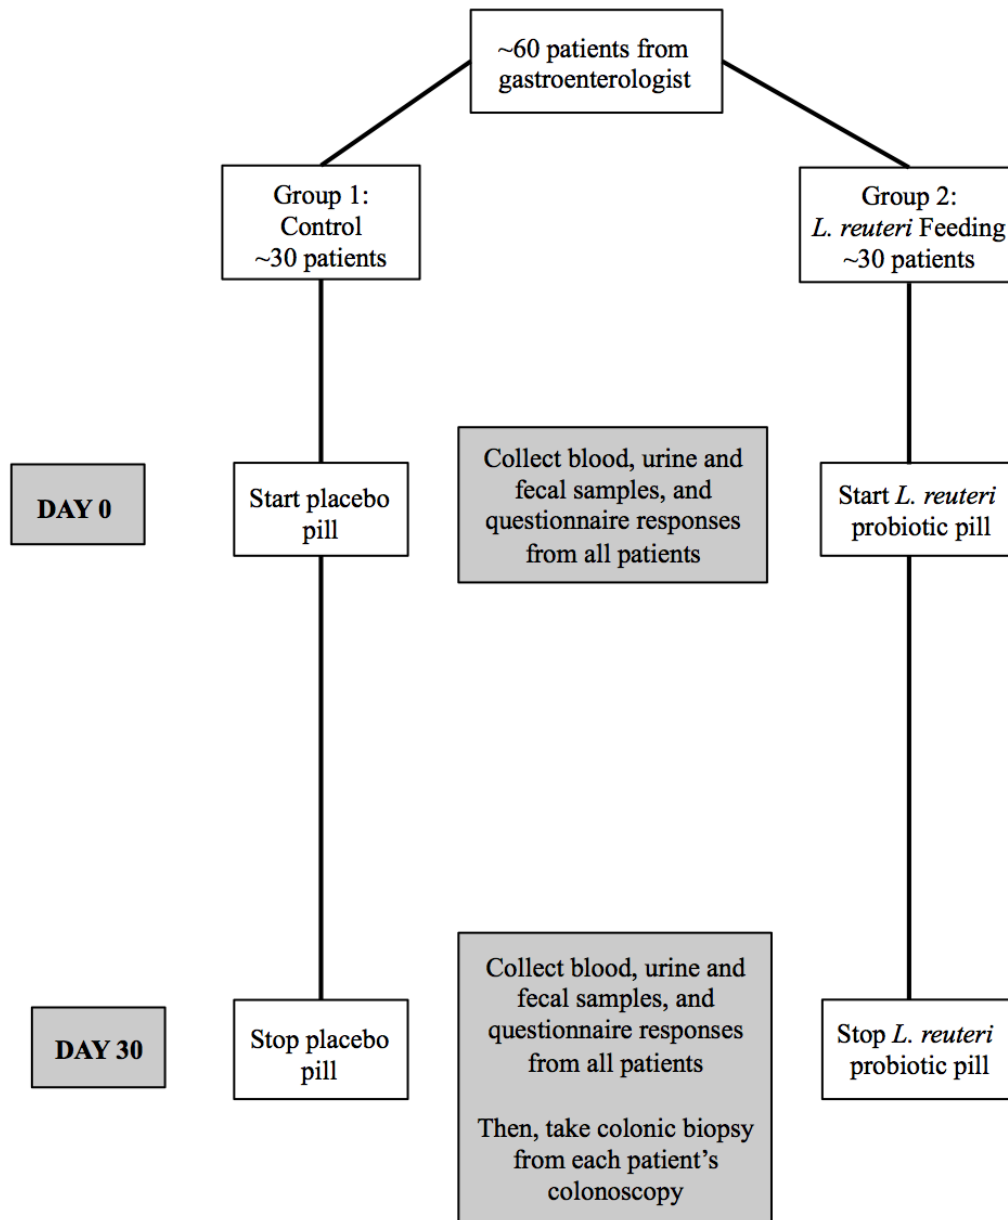 ~60 patients from
gastroenterologist
Group 1:
Control
~30 patients
Group 2:
L. reuteri Feeding
~30 patients
DAY 0
Start placebo
pill
Collect blood, urine and
fecal samples, and
questionnaire responses
from all patients
Start L. reuteri
probiotic pill
DAY 30
Stop placebo
pill
Collect blood, urine and
fecal samples, and
questionnaire responses
from all patients
Then, take colonic biopsy
from each patient’s
colonoscopy
Stop L. reuteri
probiotic pill